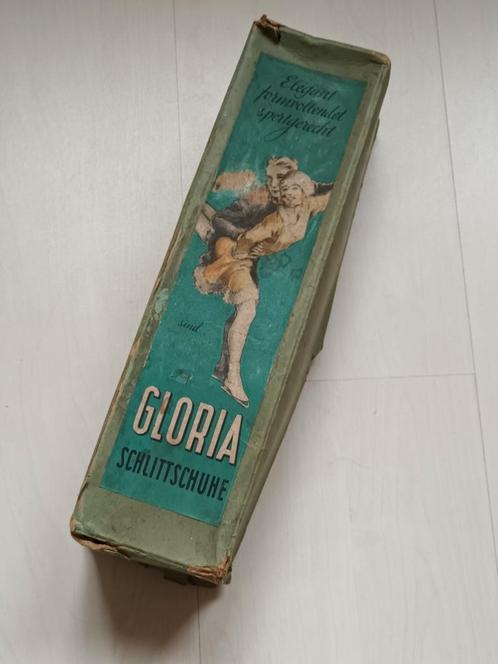 Elegant
formvollendet
sportgerecht
sind
GLORIA
SCHLITTSCHUHE